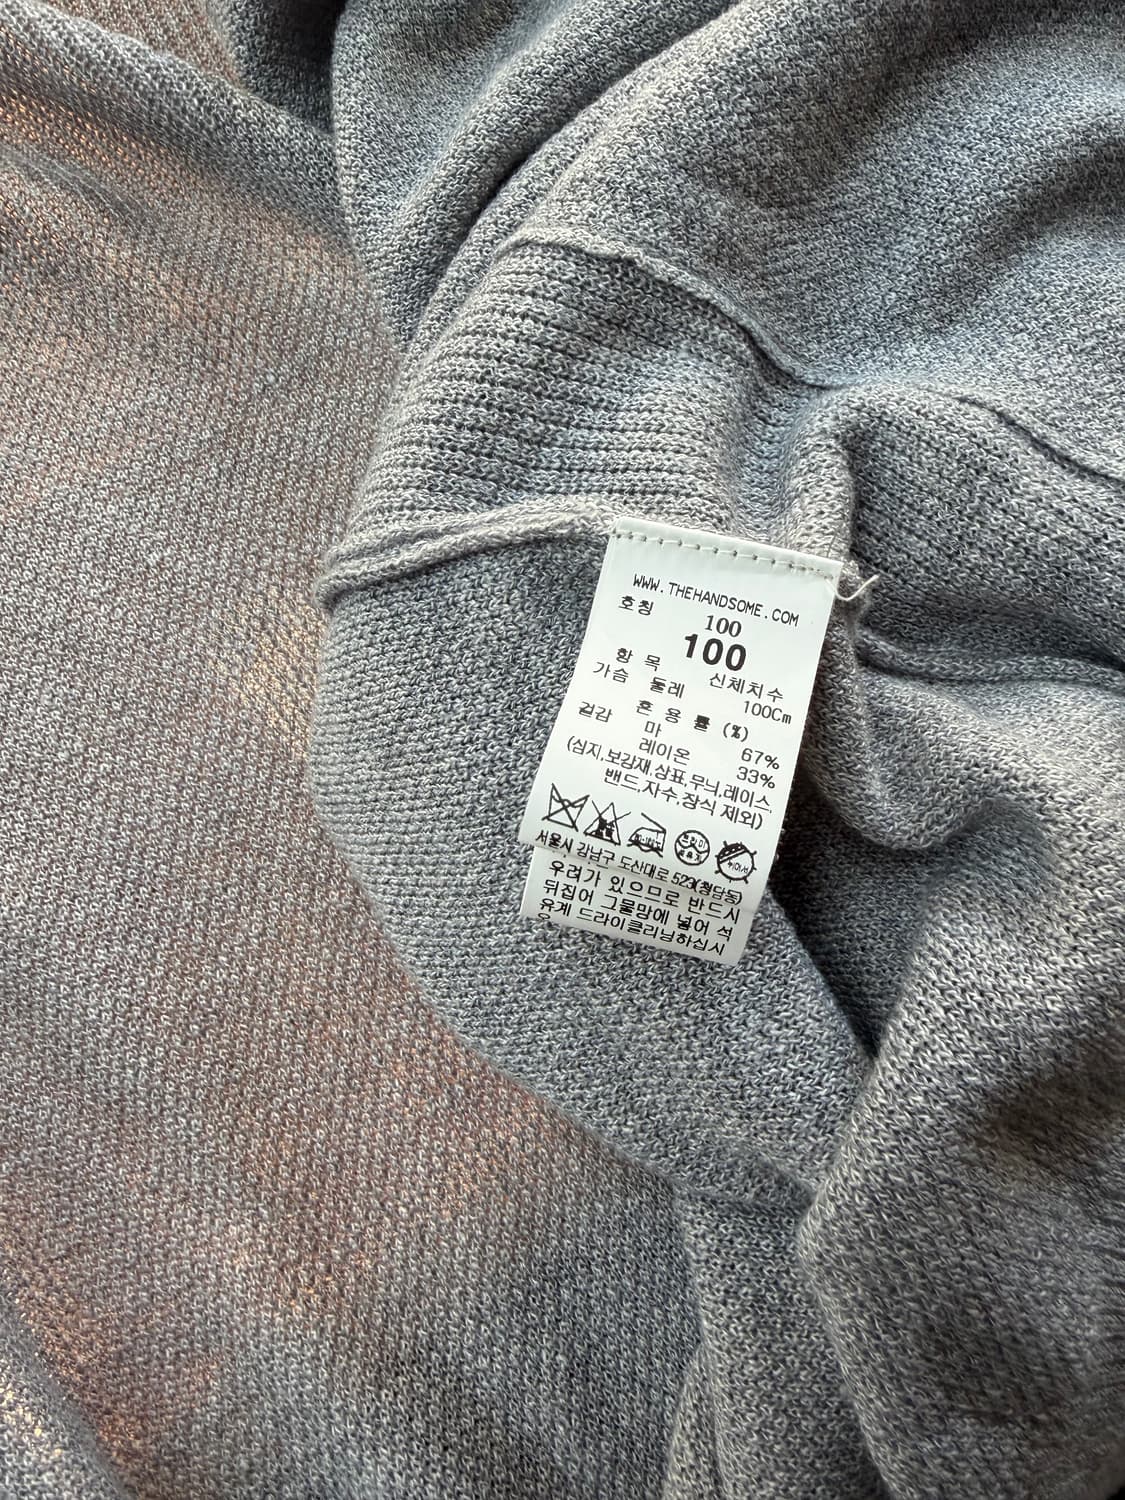 WWW.THEHANDSOME.COM
호칭 100
100
항 목 신체치수
가슴 둘레 100Cm
혼 용 률 (%)
겉감 마 67%
레이온 33%
(심지,보강재,상표,무늬,레이스
밴드,자수,장식 제외)
서울시 강남구 도산대로 523(청담동)
우려가 있으므로 반드시
뒤집어 그물망에 넣어 석
유계 드라이클리닝하십시
오